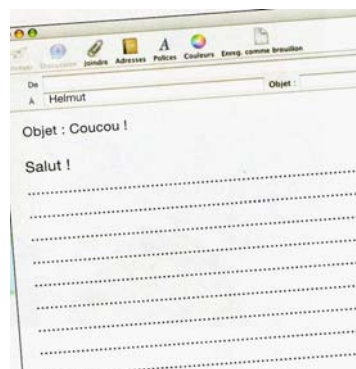 Joindre Adresses Polices Couleurs Enreg. comme brouillon
De
Objet :
A Helmut
Objet : Coucou !
Salut !